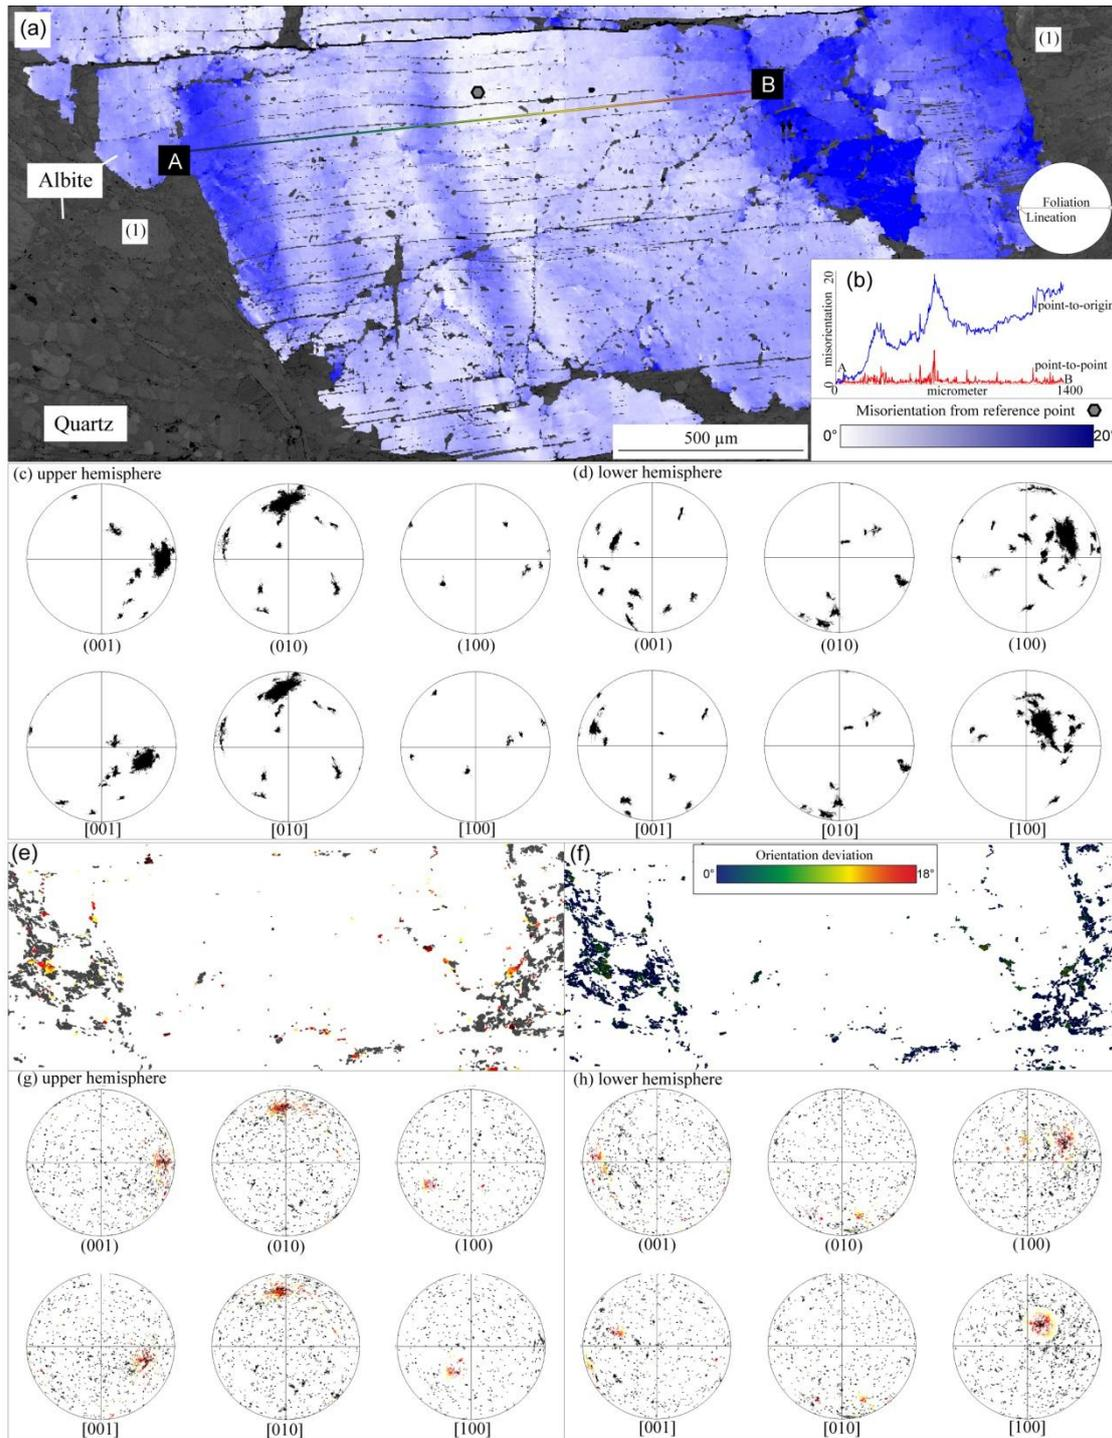 (a)
(1)
B
A
Albite
(1)
Foliation
Lineation
Quartz
500 µm
(b)
20
misorientation
0
point-to-origin
point-to-point
A
B
micrometer
1400
Misorientation from reference point
0°
20°
(c) upper hemisphere
(d) lower hemisphere
(001)
(010)
(100)
(001)
(010)
(100)
[001]
[010]
[100]
[001]
[010]
[100]
(e)
Orientation deviation
0°
18°
(f)
(g) upper hemisphere
(h) lower hemisphere
(001)
(010)
(100)
(001)
(010)
(100)
[001]
[010]
[100]
[001]
[010]
[100]